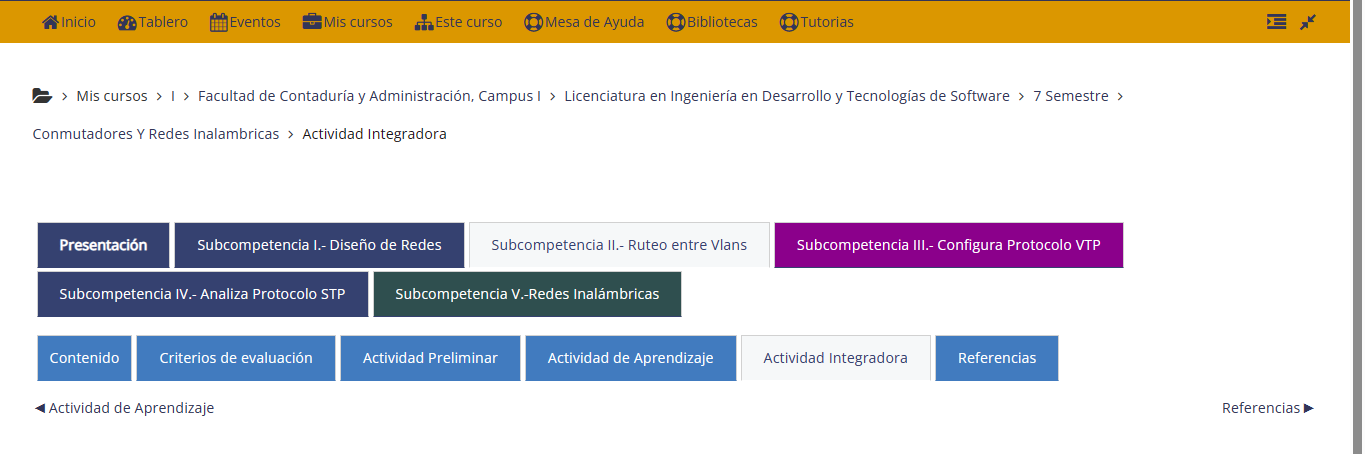 Inicio Tablero Eventos Mis cursos Este curso Mesa de Ayuda Bibliotecas Tutorias
Mis cursos > I > Facultad de Contaduría y Administración, Campus I > Licenciatura en Ingeniería en Desarrollo y Tecnologías de Software > 7 Semestre >
Conmutadores Y Redes Inalambricas > Actividad Integradora
Presentación Subcompetencia I.- Diseño de Redes Subcompetencia II.- Ruteo entre Vlans Subcompetencia III.- Configura Protocolo VTP
Subcompetencia IV.- Analiza Protocolo STP Subcompetencia V.-Redes Inalámbricas
Contenido Criterios de evaluación Actividad Preliminar Actividad de Aprendizaje Actividad Integradora Referencias
◄ Actividad de Aprendizaje Referencias ►